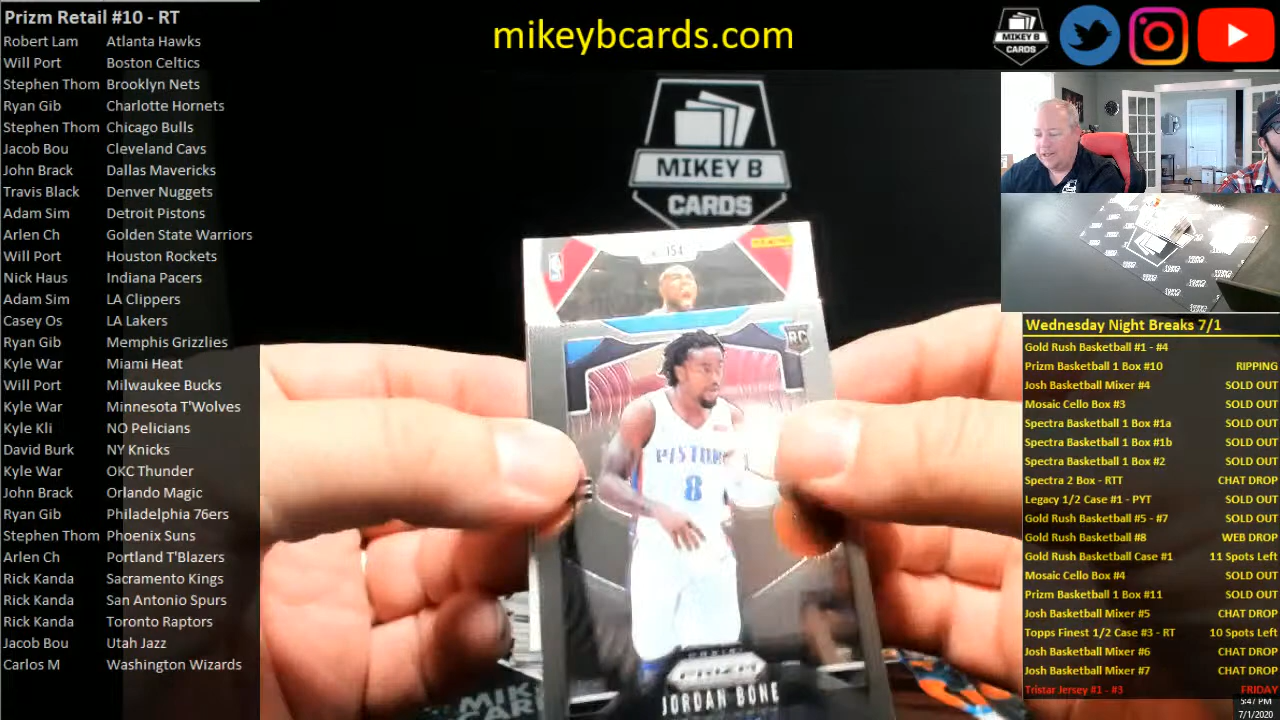 Prizm Retail #10 - RT
Robert Lam Atlanta Hawks
Will Port Boston Celtics
Stephen Thom Brooklyn Nets
Ryan Gib Charlotte Hornets
Stephen Thom Chicago Bulls
Jacob Bou Cleveland Cavs
John Brack Dallas Mavericks
Travis Black Denver Nuggets
Adam Sim Detroit Pistons
Arlen Ch Golden State Warriors
Will Port Houston Rockets
Nick Haus Indiana Pacers
Adam Sim LA Clippers
Casey Os LA Lakers
Ryan Gib Memphis Grizzlies
Kyle War Miami Heat
Will Port Milwaukee Bucks
Kyle War Minnesota T'Wolves
Kyle Kli NO Pelicians
David Burk NY Knicks
Kyle War OKC Thunder
John Brack Orlando Magic
Ryan Gib Philadelphia 76ers
Stephen Thom Phoenix Suns
Arlen Ch Portland T'Blazers
Rick Kanda Sacramento Kings
Rick Kanda San Antonio Spurs
Rick Kanda Toronto Raptors
Jacob Bou Utah Jazz
Carlos M Washington Wizards
mikeybcards.com
MIKEY B
CARDS
MIKEY B
CARDS
154
RC
PISTONS
8
JORDAN BONE
Wednesday Night Breaks 7/1
Gold Rush Basketball #1 - #4
Prizm Basketball 1 Box #10 RIPPING
Josh Basketball Mixer #4 SOLD OUT
Mosaic Cello Box #3 SOLD OUT
Spectra Basketball 1 Box #1a SOLD OUT
Spectra Basketball 1 Box #1b SOLD OUT
Spectra Basketball 1 Box #2 SOLD OUT
Spectra 2 Box - RTT CHAT DROP
Legacy 1/2 Case #1 - PYT SOLD OUT
Gold Rush Basketball #5 - #7 SOLD OUT
Gold Rush Basketball #8 WEB DROP
Gold Rush Basketball Case #1 11 Spots Left
Mosaic Cello Box #4 SOLD OUT
Prizm Basketball 1 Box #11 SOLD OUT
Josh Basketball Mixer #5 CHAT DROP
Topps Finest 1/2 Case #3 - RT 10 Spots Left
Josh Basketball Mixer #6 CHAT DROP
Josh Basketball Mixer #7 CHAT DROP
Tristar Jersey #1 - #3 FRIDAY
5:47 PM
7/1/2020